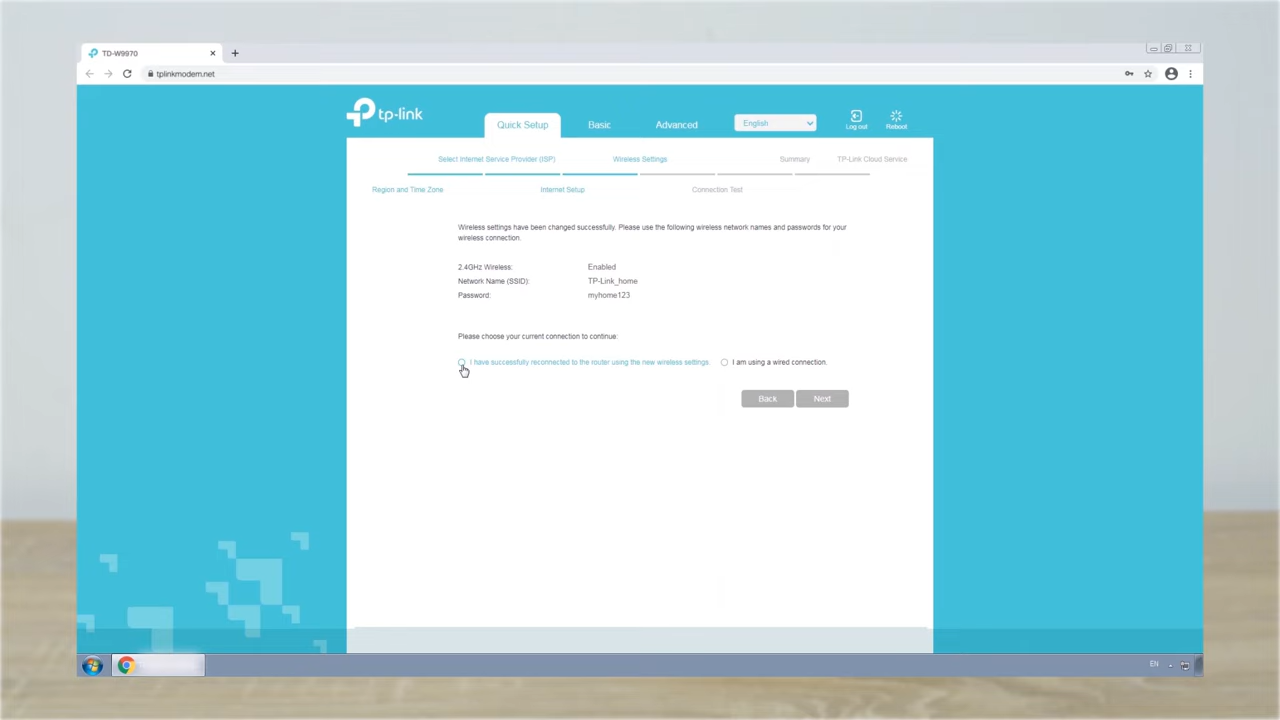 TD-W9970
tplinkmodem.net
tp-link
Quick Setup
Basic
Advanced
English
Log out
Reboot
Select Internet Service Provider (ISP)
Wireless Settings
Summary
TP-Link Cloud Service
Region and Time Zone
Internet Setup
Connection Test
Wireless settings have been changed successfully. Please use the following wireless network names and passwords for your
wireless connection.
2.4GHz Wireless: Enabled
Network Name (SSID): TP-Link_home
Password: myhome123
Please choose your current connection to continue:
I have successfully reconnected to the router using the new wireless settings
I am using a wired connection.
Back
Next
EN